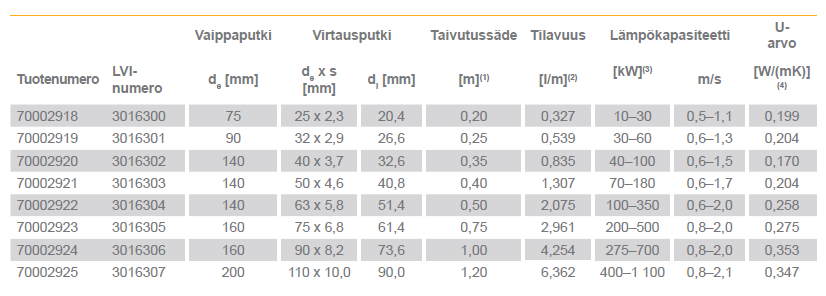 Vaippaputki Virtausputki Taivutussäde Tilavuus Lämpökapasiteetti U-arvo
Tuotenumero LVI-numero de [mm] de x s [mm] di [mm] [m](1) [l/m](2) [kW](3) m/s [W/(mK)](4)
70002918 3016300 75 25 x 2,3 20,4 0,20 0,327 10–30 0,5–1,1 0,199
70002919 3016301 90 32 x 2,9 26,6 0,25 0,539 30–60 0,6–1,3 0,204
70002920 3016302 140 40 x 3,7 32,6 0,35 0,835 40–100 0,6–1,5 0,170
70002921 3016303 140 50 x 4,6 40,8 0,40 1,307 70–180 0,6–1,7 0,204
70002922 3016304 140 63 x 5,8 51,4 0,50 2,075 100–350 0,6–2,0 0,258
70002923 3016305 160 75 x 6,8 61,4 0,75 2,961 200–500 0,8–2,0 0,275
70002924 3016306 160 90 x 8,2 73,6 1,00 4,254 275–700 0,8–2,0 0,353
70002925 3016307 200 110 x 10,0 90,0 1,20 6,362 400–1 100 0,8–2,1 0,347